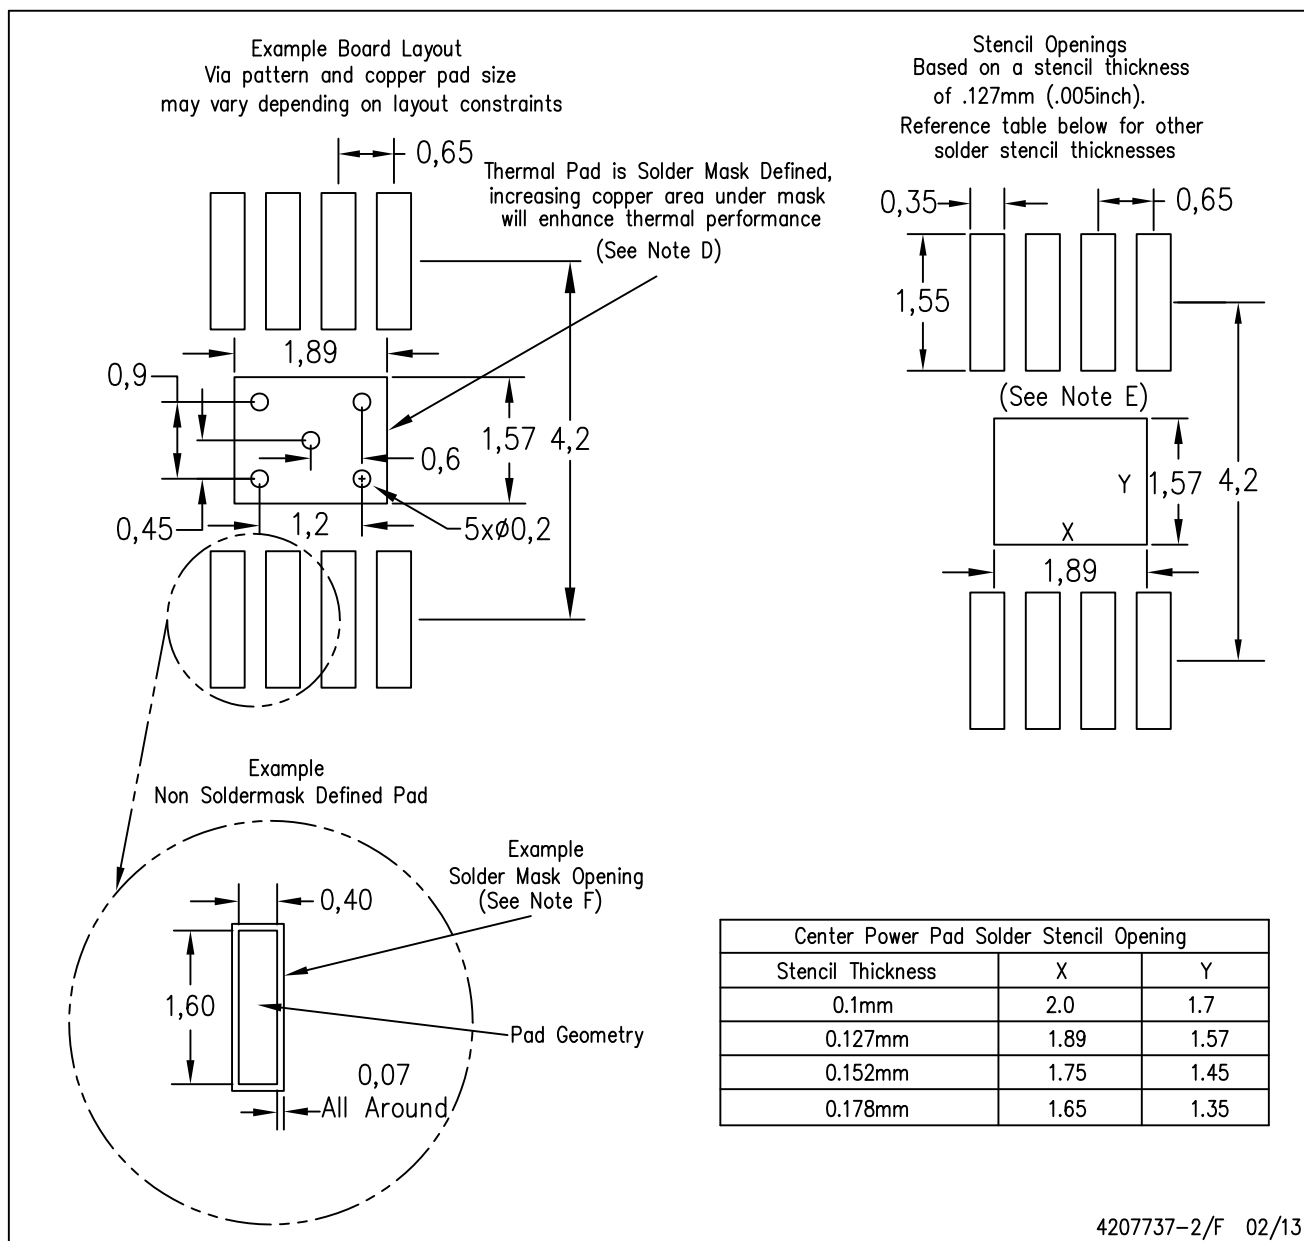 Example Board Layout
Via pattern and copper pad size
may vary depending on layout constraints
0,65
Thermal Pad is Solder Mask Defined,
increasing copper area under mask
will enhance thermal performance
(See Note D)
1,89
0,9
1,57
4,2
0,6
0,45
1,2
5xø0,2
Stencil Openings
Based on a stencil thickness
of .127mm (.005inch).
Reference table below for other
solder stencil thicknesses
0,35
0,65
1,55
(See Note E)
Y
1,57
4,2
X
1,89
Example
Non Soldermask Defined Pad
Example
Solder Mask Opening
(See Note F)
0,40
1,60
Pad Geometry
0,07
All Around
Center Power Pad Solder Stencil Opening
Stencil Thickness X Y
0.1mm 2.0 1.7
0.127mm 1.89 1.57
0.152mm 1.75 1.45
0.178mm 1.65 1.35
4207737-2/F 02/13